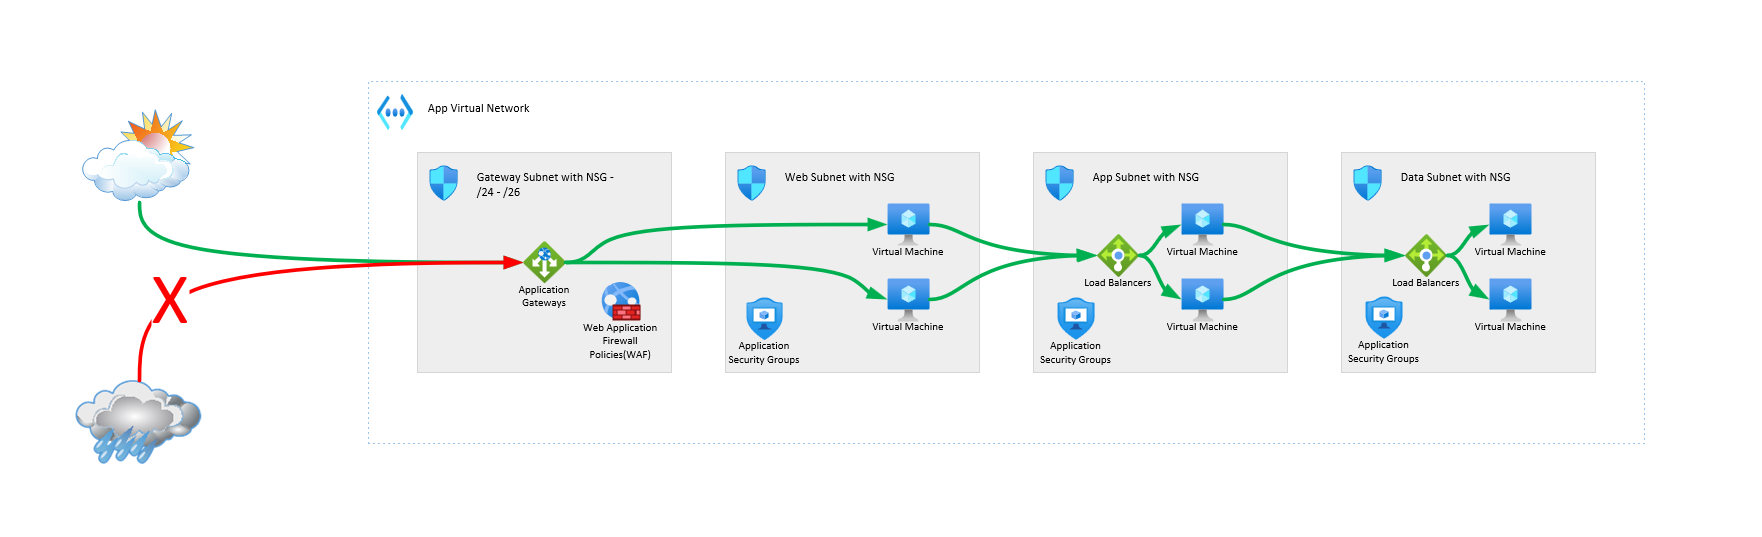 App Virtual Network
Gateway Subnet with NSG -
/24 - /26
Web Subnet with NSG
App Subnet with NSG
Data Subnet with NSG
X
Application
Gateways
Web Application
Firewall
Policies(WAF)
Virtual Machine
Virtual Machine
Application
Security Groups
Load Balancers
Virtual Machine
Virtual Machine
Application
Security Groups
Load Balancers
Virtual Machine
Virtual Machine
Application
Security Groups